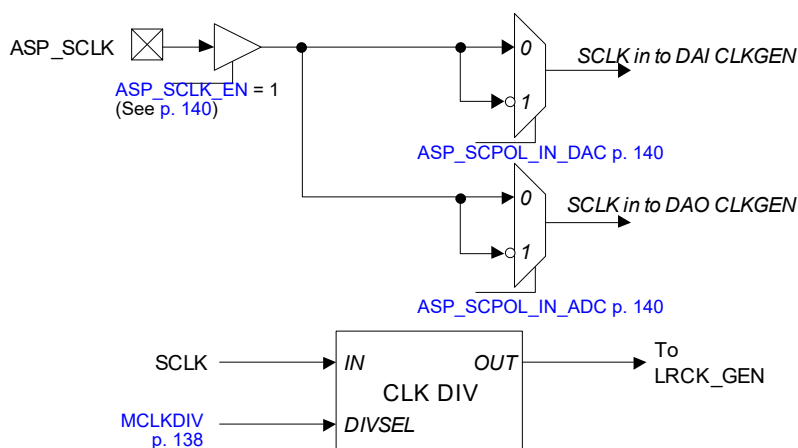 ASP_SCLK
0
SCLK in to DAI CLKGEN
ASP_SCLK_EN = 1
(See p. 140)
1
ASP_SCPOL_IN_DAC p. 140
0
SCLK in to DAO CLKGEN
1
ASP_SCPOL_IN_ADC p. 140
SCLK
IN
OUT
To
LRCK_GEN
CLK DIV
MCLKDIV
p. 138
DIVSEL